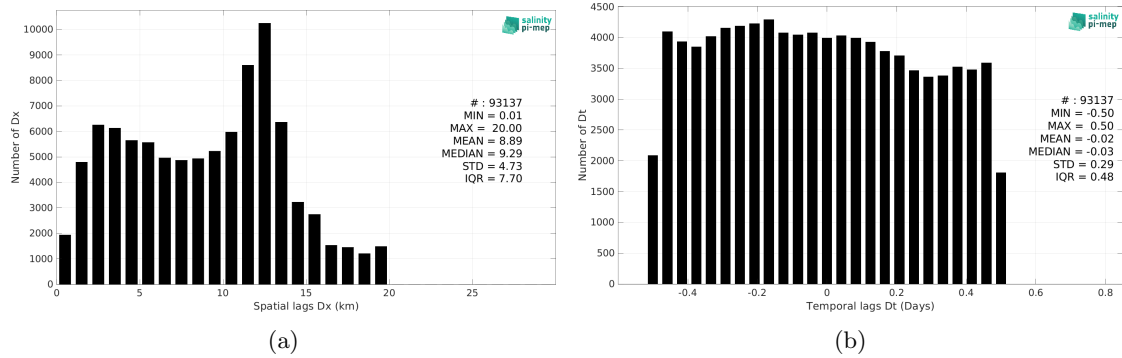 10000
9000
8000
7000
6000
5000
4000
3000
2000
1000
0
Number of Dx
0 5 10 15 20 25
Spatial lags Dx (km)
salinity
pi-mep
# : 93137
MIN = 0.01
MAX = 20.00
MEAN = 8.89
MEDIAN = 9.29
STD = 4.73
IQR = 7.70
(a)
4500
4000
3500
3000
2500
2000
1500
1000
500
0
Number of Dt
-0.4 -0.2 0 0.2 0.4 0.6 0.8
Temporal lags Dt (Days)
salinity
pi-mep
# : 93137
MIN = -0.50
MAX = 0.50
MEAN = -0.02
MEDIAN = -0.03
STD = 0.29
IQR = 0.48
(b)